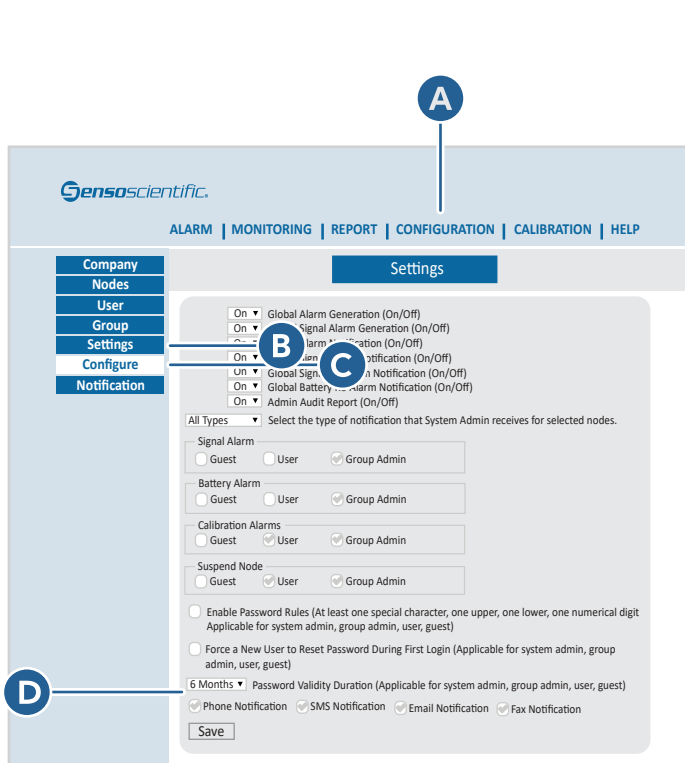 A
Sensoscientific.
ALARM | MONITORING | REPORT | CONFIGURATION | CALIBRATION | HELP
Company
Nodes
User
Group
Settings
Configure
Notification
Settings
On ▼ Global Alarm Generation (On/Off)
On ▼ Signal Alarm Generation (On/Off)
On ▼ Notification (On/Off)
On ▼ (On/Off)
On ▼ Global Notification (On/Off)
On ▼ Global Battery Alarm Notification (On/Off)
On ▼ Admin Audit Report (On/Off)
B
C
All Types ▼ Select the type of notification that System Admin receives for selected nodes.
Signal Alarm
Guest User Group Admin
Battery Alarm
Guest User Group Admin
Calibration Alarms
Guest User Group Admin
Suspend Node
Guest User Group Admin
Enable Password Rules (At least one special character, one upper, one lower, one numerical digit
Applicable for system admin, group admin, user, guest)
Force a New User to Reset Password During First Login (Applicable for system admin, group
admin, user, guest)
D
6 Months ▼ Password Validity Duration (Applicable for system admin, group admin, user, guest)
Phone Notification SMS Notification Email Notification Fax Notification
Save